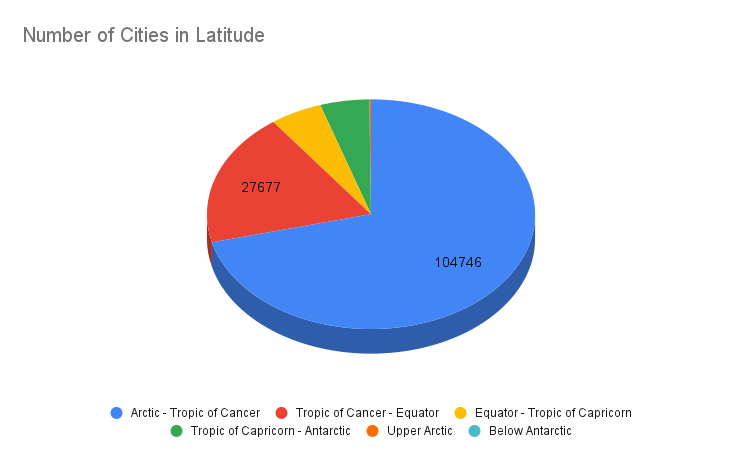 Number of Cities in Latitude
27677
104746
Arctic - Tropic of Cancer Tropic of Cancer - Equator Equator - Tropic of Capricorn
Tropic of Capricorn - Antarctic Upper Arctic Below Antarctic